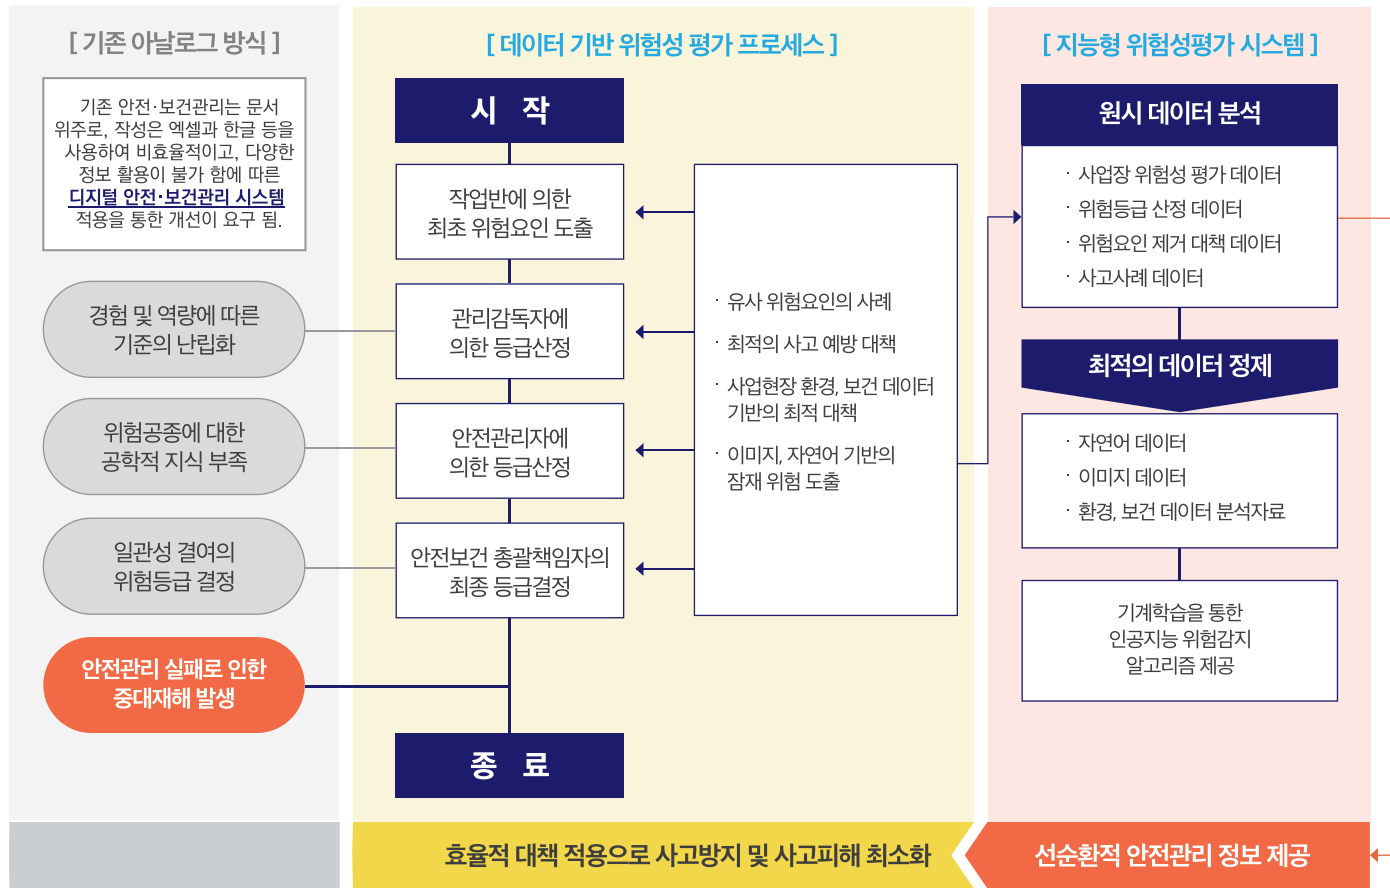 [ 기존 아날로그 방식 ]
기존 안전·보건관리는 문서
위주로, 작성은 엑셀과 한글 등을
사용하여 비효율적이고, 다양한
정보 활용이 불가 함에 따른
디지털 안전·보건관리 시스템
적용을 통한 개선이 요구 됨.
경험 및 역량에 따른
기준의 난립화
위험공종에 대한
공학적 지식 부족
일관성 결여의
위험등급 결정
안전관리 실패로 인한
중대재해 발생
[ 데이터 기반 위험성 평가 프로세스 ]
시 작
작업반에 의한
최초 위험요인 도출
관리감독자에
의한 등급산정
안전관리자에
의한 등급산정
안전보건 총괄책임자의
최종 등급결정
종 료
· 유사 위험요인의 사례
· 최적의 사고 예방 대책
· 사업현장 환경, 보건 데이터
기반의 최적 대책
· 이미지, 자연어 기반의
잠재 위험 도출
효율적 대책 적용으로 사고방지 및 사고피해 최소화
[ 지능형 위험성평가 시스템 ]
원시 데이터 분석
· 사업장 위험성 평가 데이터
· 위험등급 산정 데이터
· 위험요인 제거 대책 데이터
· 사고사례 데이터
최적의 데이터 정제
· 자연어 데이터
· 이미지 데이터
· 환경, 보건 데이터 분석자료
기계학습을 통한
인공지능 위험감지
알고리즘 제공
선순환적 안전관리 정보 제공